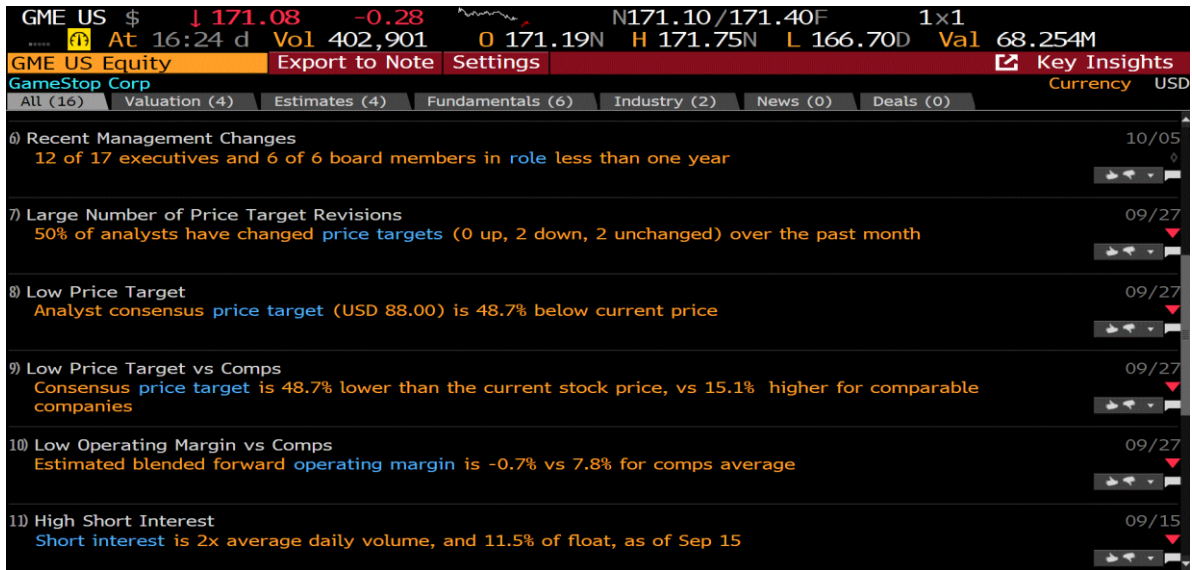 GME US $ ↓ 171.08 -0.28 N171.10/171.40F 1×1
At 16:24 d Vol 402,901 O 171.19N H 171.75N L 166.70D Val 68.254M
GME US Equity Export to Note Settings Key Insights
GameStop Corp Currency USD
All (16) Valuation (4) Estimates (4) Fundamentals (6) Industry (2) News (0) Deals (0)
6) Recent Management Changes 10/05
12 of 17 executives and 6 of 6 board members in role less than one year
7) Large Number of Price Target Revisions 09/27
50% of analysts have changed price targets (0 up, 2 down, 2 unchanged) over the past month
8) Low Price Target 09/27
Analyst consensus price target (USD 88.00) is 48.7% below current price
9) Low Price Target vs Comps 09/27
Consensus price target is 48.7% lower than the current stock price, vs 15.1% higher for comparable
companies
10) Low Operating Margin vs Comps 09/27
Estimated blended forward operating margin is -0.7% vs 7.8% for comps average
11) High Short Interest 09/15
Short interest is 2x average daily volume, and 11.5% of float, as of Sep 15